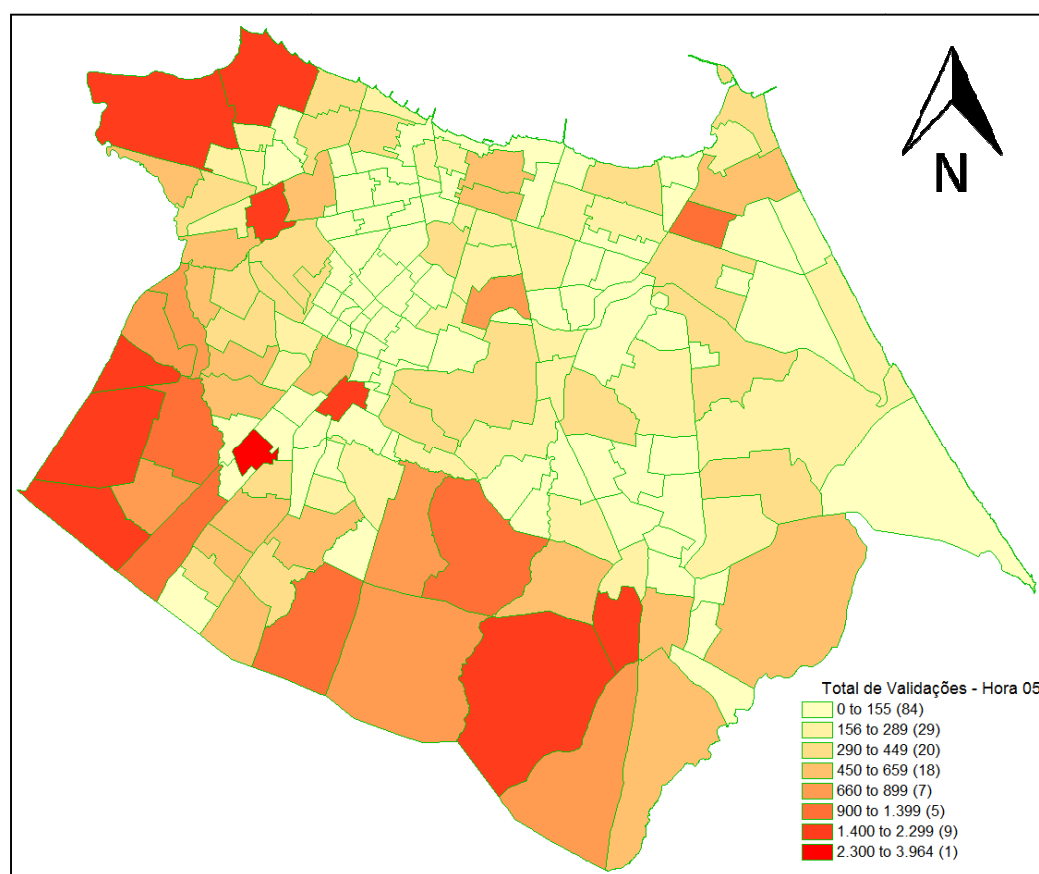 N
Total de Validações - Hora 05
0 to 155 (84)
156 to 289 (29)
290 to 449 (20)
450 to 659 (18)
660 to 899 (7)
900 to 1.399 (5)
1.400 to 2.299 (9)
2.300 to 3.964 (1)